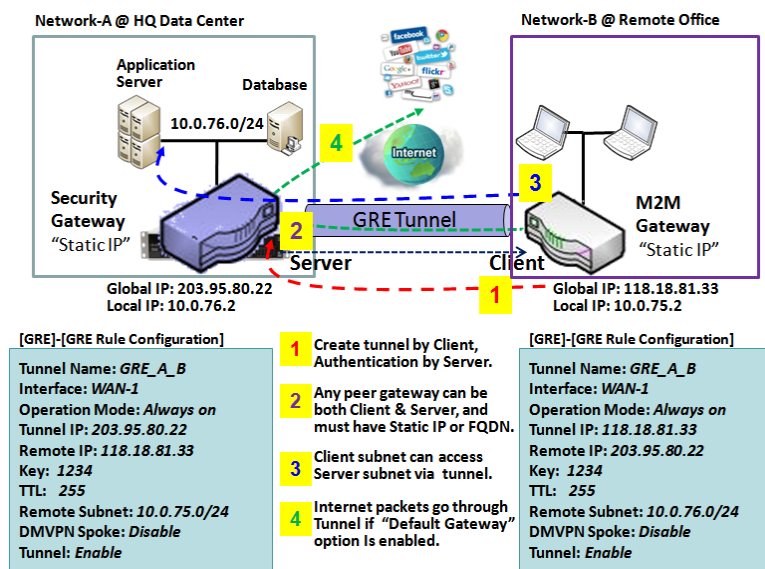 Network-A @ HQ Data Center
Network-B @ Remote Office
Application
Server
Database
10.0.76.0/24
facebook
YouTube
twitter
Google+
flickr
YAHOO!
4
Internet
3
Security
Gateway
"Static IP"
GRE Tunnel
2
M2M
Gateway
"Static IP"
Server
Client
1
Global IP: 203.95.80.22
Local IP: 10.0.76.2
Global IP: 118.18.81.33
Local IP: 10.0.75.2
[GRE]-[GRE Rule Configuration]
Tunnel Name: GRE_A_B
Interface: WAN-1
Operation Mode: Always on
Tunnel IP: 203.95.80.22
Remote IP: 118.18.81.33
Key: 1234
TTL: 255
Remote Subnet: 10.0.75.0/24
DMVPN Spoke: Disable
Tunnel: Enable
1 Create tunnel by Client,
Authentication by Server.
2 Any peer gateway can be
both Client & Server, and
must have Static IP or FQDN.
3 Client subnet can access
Server subnet via tunnel.
4 Internet packets go through
Tunnel if "Default Gateway"
option Is enabled.
[GRE]-[GRE Rule Configuration]
Tunnel Name: GRE_A_B
Interface: WAN-1
Operation Mode: Always on
Tunnel IP: 118.18.81.33
Remote IP: 203.95.80.22
Key: 1234
TTL: 255
Remote Subnet: 10.0.76.0/24
DMVPN Spoke: Disable
Tunnel: Enable